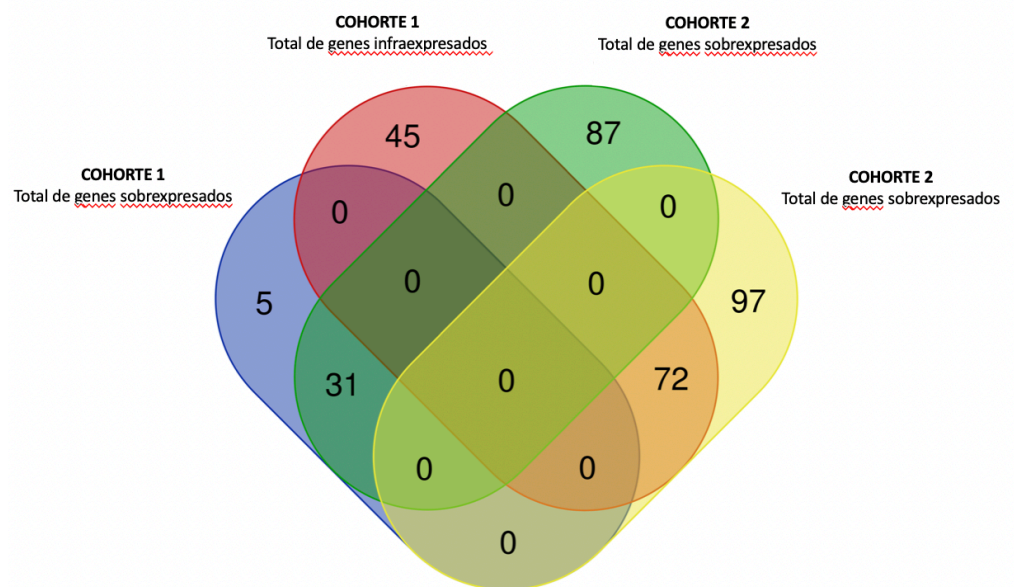 COHORTE 1
Total de genes infraexpresados
COHORTE 2
Total de genes sobrexpresados
COHORTE 1
Total de genes sobrexpresados
COHORTE 2
Total de genes sobrexpresados
45
87
0
0
0
5
0
0
97
31
0
72
0
0
0